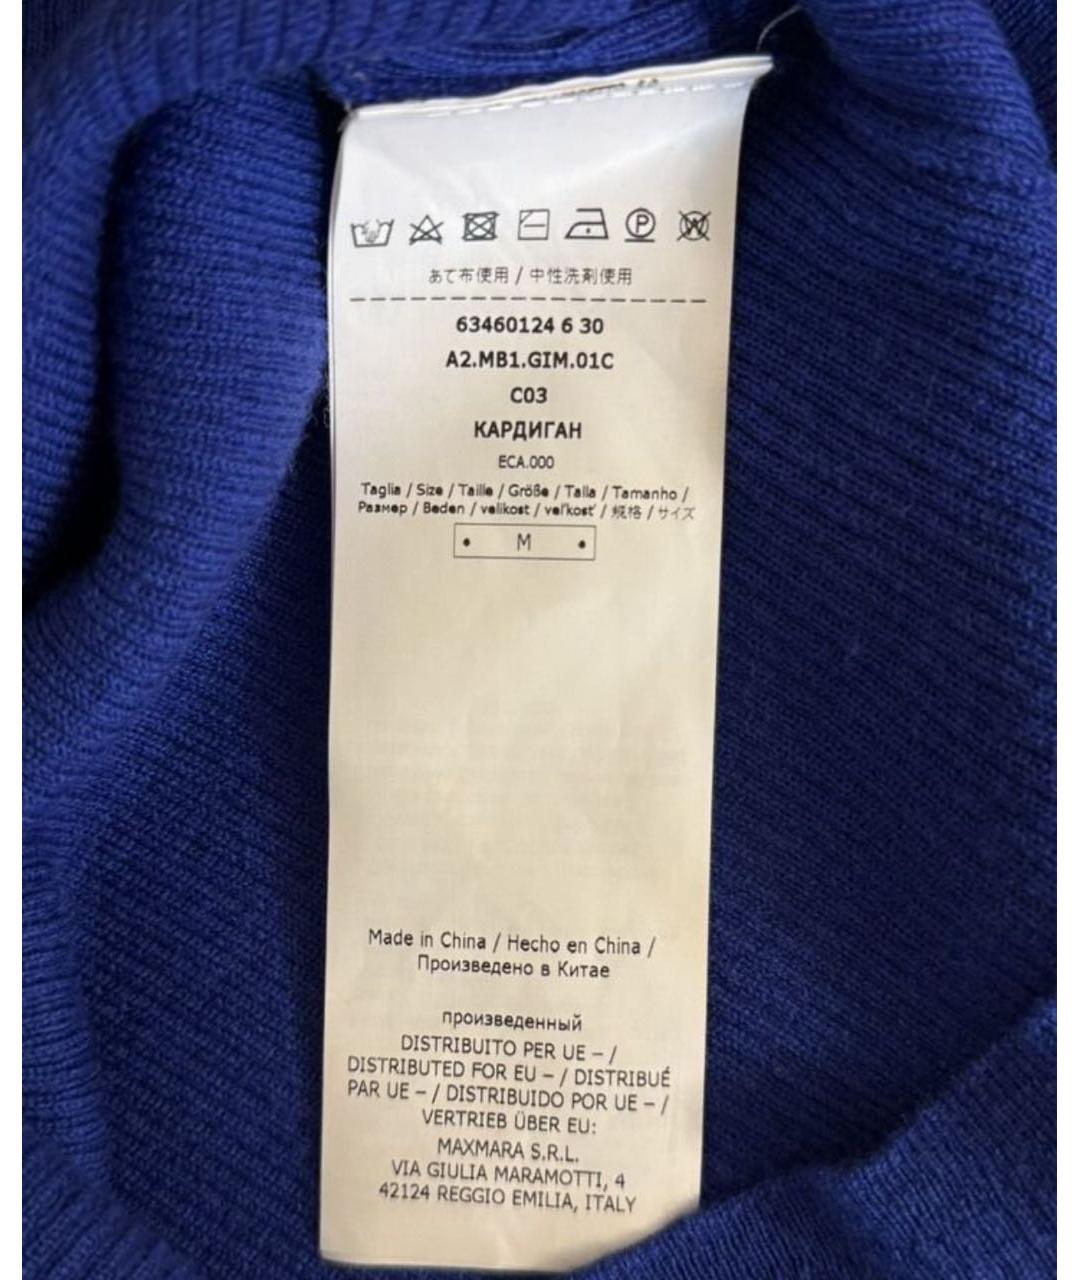 あて布使用 / 中性洗剤使用
63460124 6 30
A2.MB1.GIM.01C
C03
КАРДИГАН
ECA.000
Taglia / Size / Taille / Größe / Talla / Tamanho /
Размер / Beden / velikost / veľkosť / 规格 / サイズ
M
Made in China / Hecho en China /
Произведено в Китае
произведенный
DISTRIBUITO PER UE – /
DISTRIBUTED FOR EU – / DISTRIBUÉ
PAR UE – / DISTRIBUIDO POR UE – /
VERTRIEB ÜBER EU:
MAXMARA S.R.L.
VIA GIULIA MARAMOTTI, 4
42124 REGGIO EMILIA, ITALY